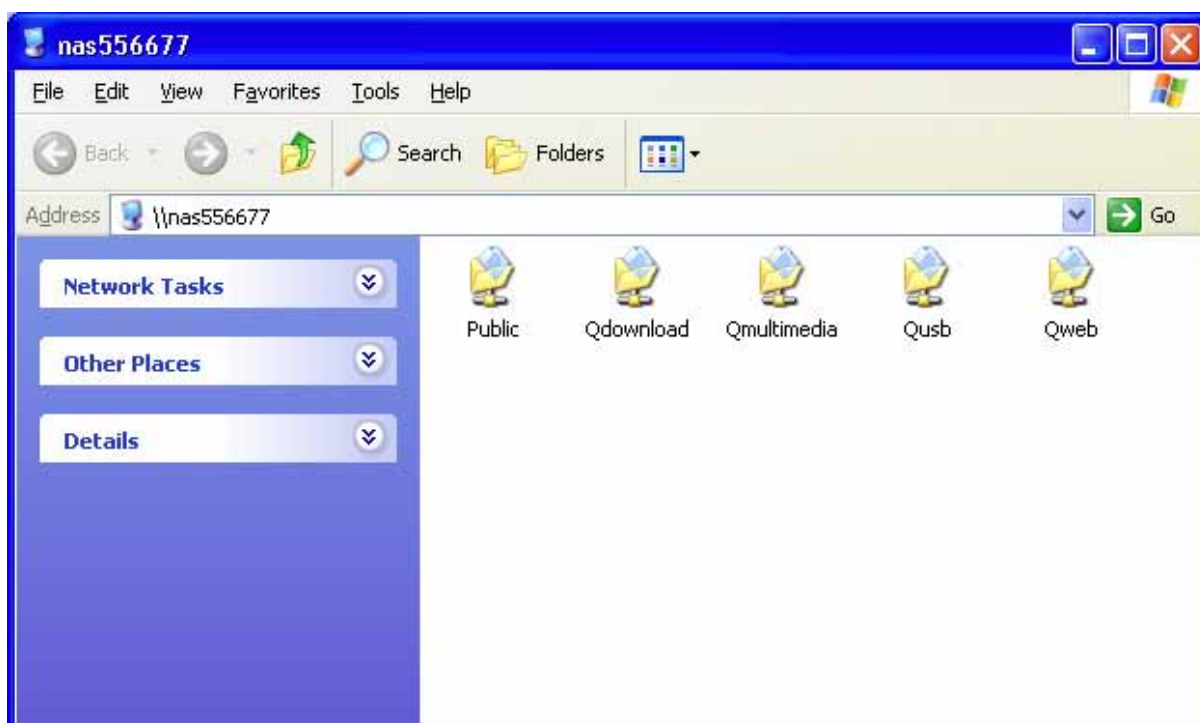 nas556677
File Edit View Favorites Tools Help
Back Search Folders
Address \\nas556677 Go
Network Tasks
Other Places
Details
Public Qdownload Qmultimedia Qusb Qweb